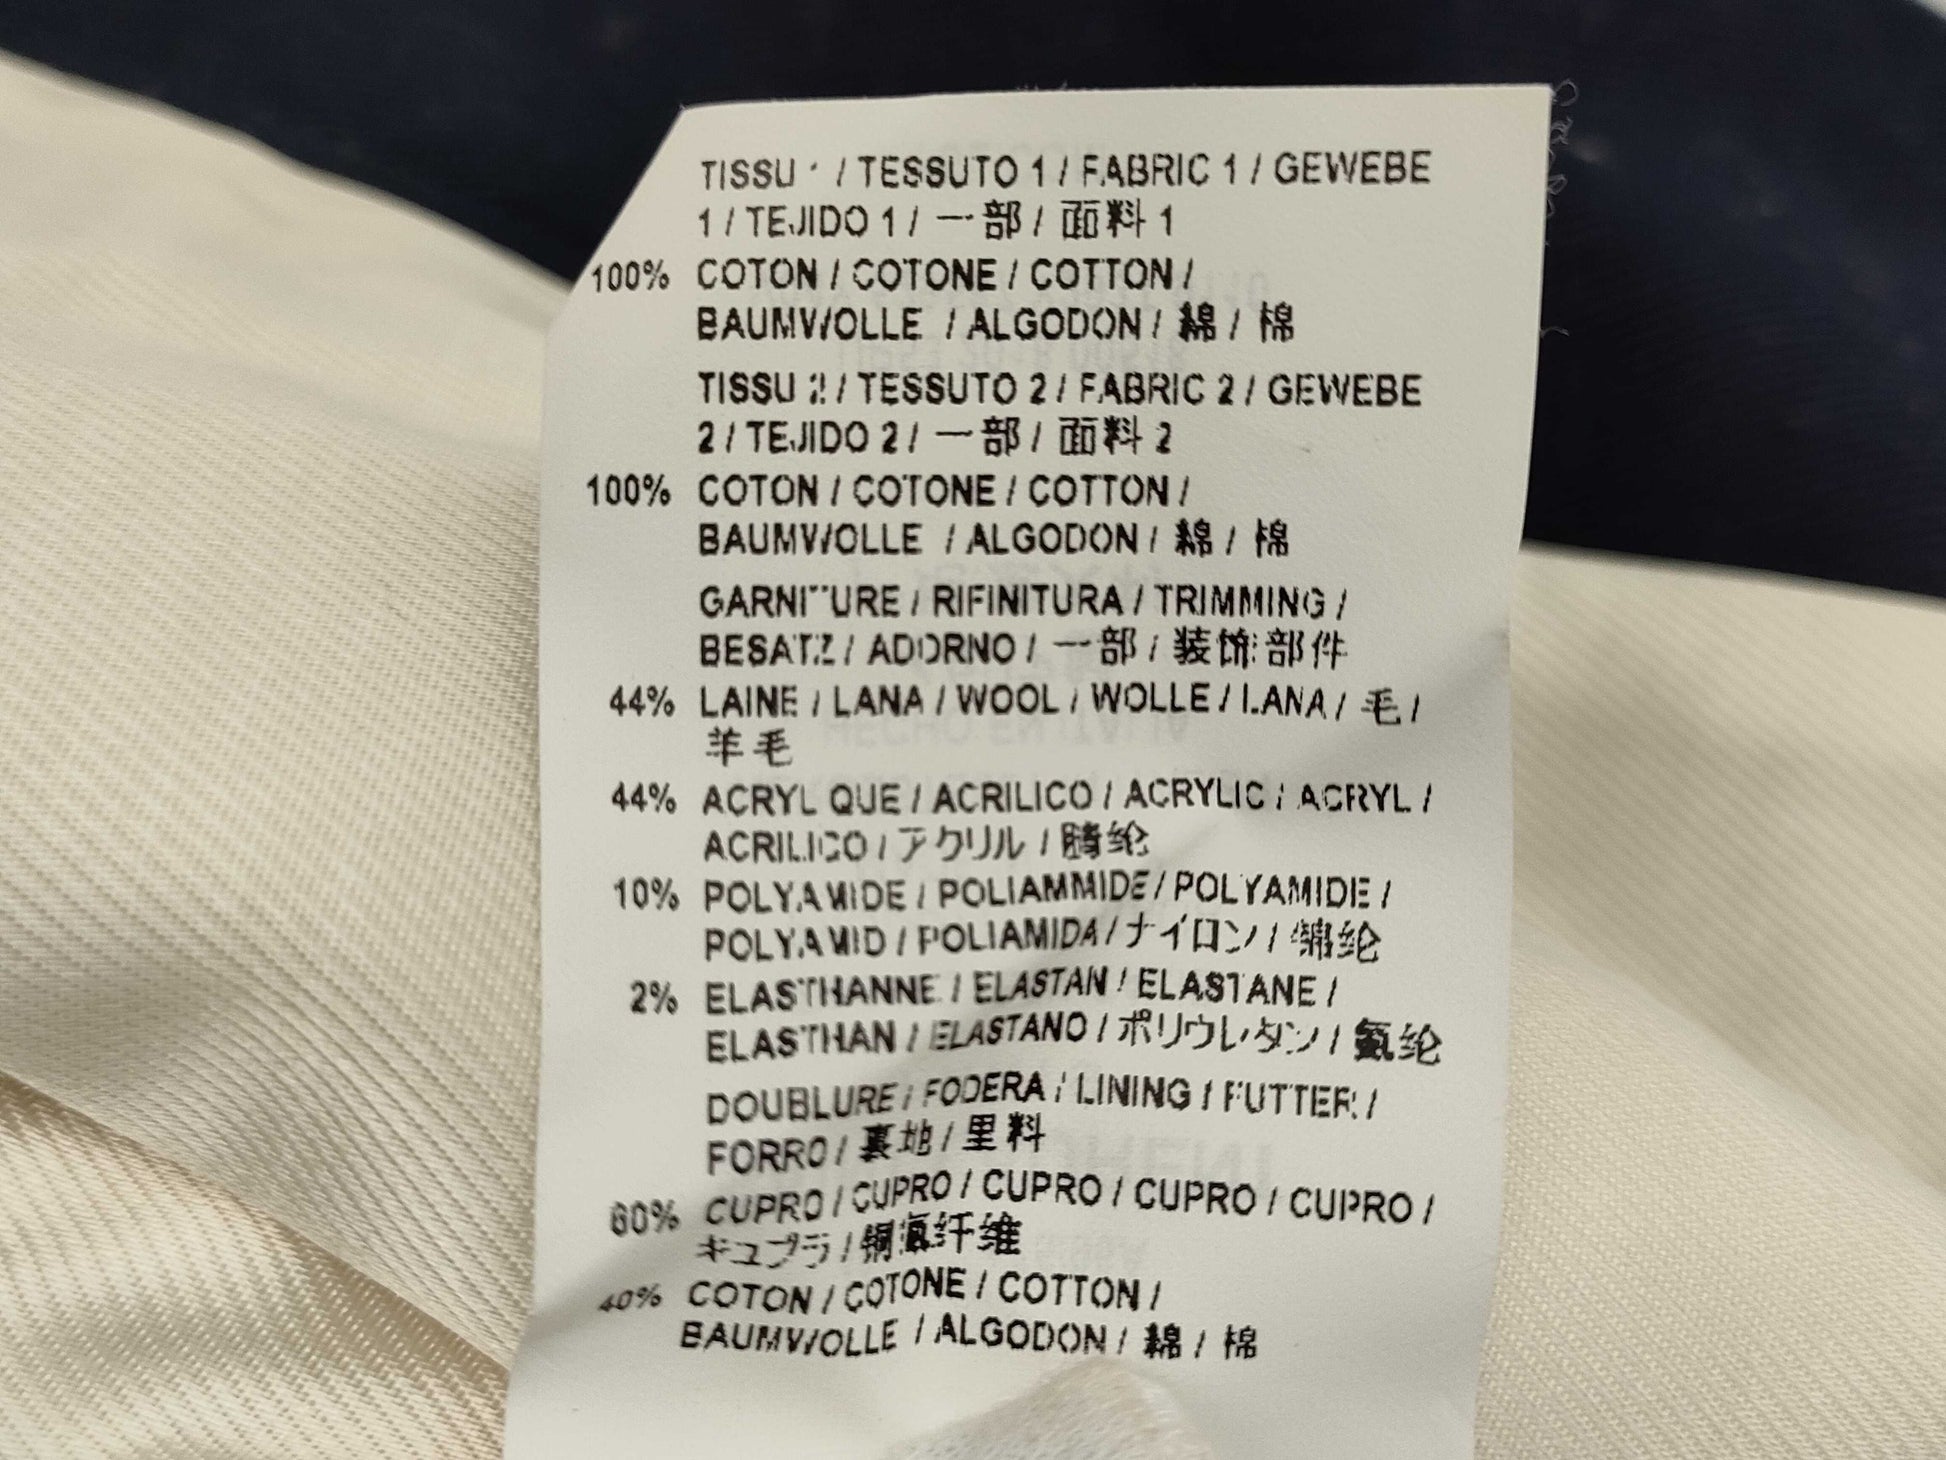 TISSU 1 / TESSUTO 1 / FABRIC 1 / GEWEBE
1 / TEJIDO 1 / 一部 / 面料 1
100% COTON / COTONE / COTTON /
BAUMWOLLE / ALGODON / 綿 / 棉
TISSU 2 / TESSUTO 2 / FABRIC 2 / GEWEBE
2 / TEJIDO 2 / 一部 / 面料 2
100% COTON / COTONE / COTTON /
BAUMWOLLE / ALGODON / 綿 / 棉
GARNITURE / RIFINITURA / TRIMMING /
BESATZ / ADORNO / 一部 / 装饰部件
44% LAINE / LANA / WOOL / WOLLE / LANA / 毛 /
羊毛
44% ACRYLIQUE / ACRILICO / ACRYLIC / ACRYL /
ACRILICO / アクリル / 腈纶
10% POLYAMIDE / POLIAMMIDE / POLYAMIDE /
POLYAMID / POLIAMIDA / ナイロン / 锦纶
2% ELASTHANNE / ELASTAN / ELASTANE /
ELASTHAN / ELASTANO / ポリウレタン / 氨纶
DOUBLURE / FODERA / LINING / FUTTER /
FORRO / 裏地 / 里料
60% CUPRO / CUPRO / CUPRO / CUPRO / CUPRO /
キュプラ / 铜氨纤维
40% COTON / COTONE / COTTON /
BAUMWOLLE / ALGODON / 綿 / 棉